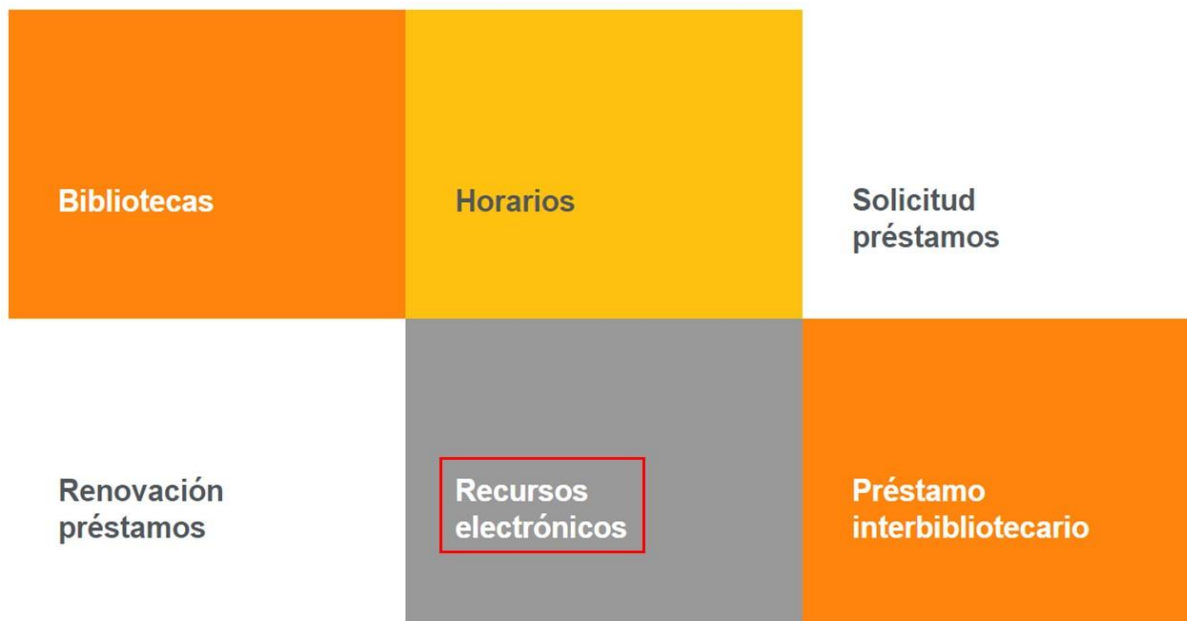 Bibliotecas
Horarios
Solicitud
préstamos
Renovación
préstamos
Recursos
electrónicos
Préstamo
interbibliotecario